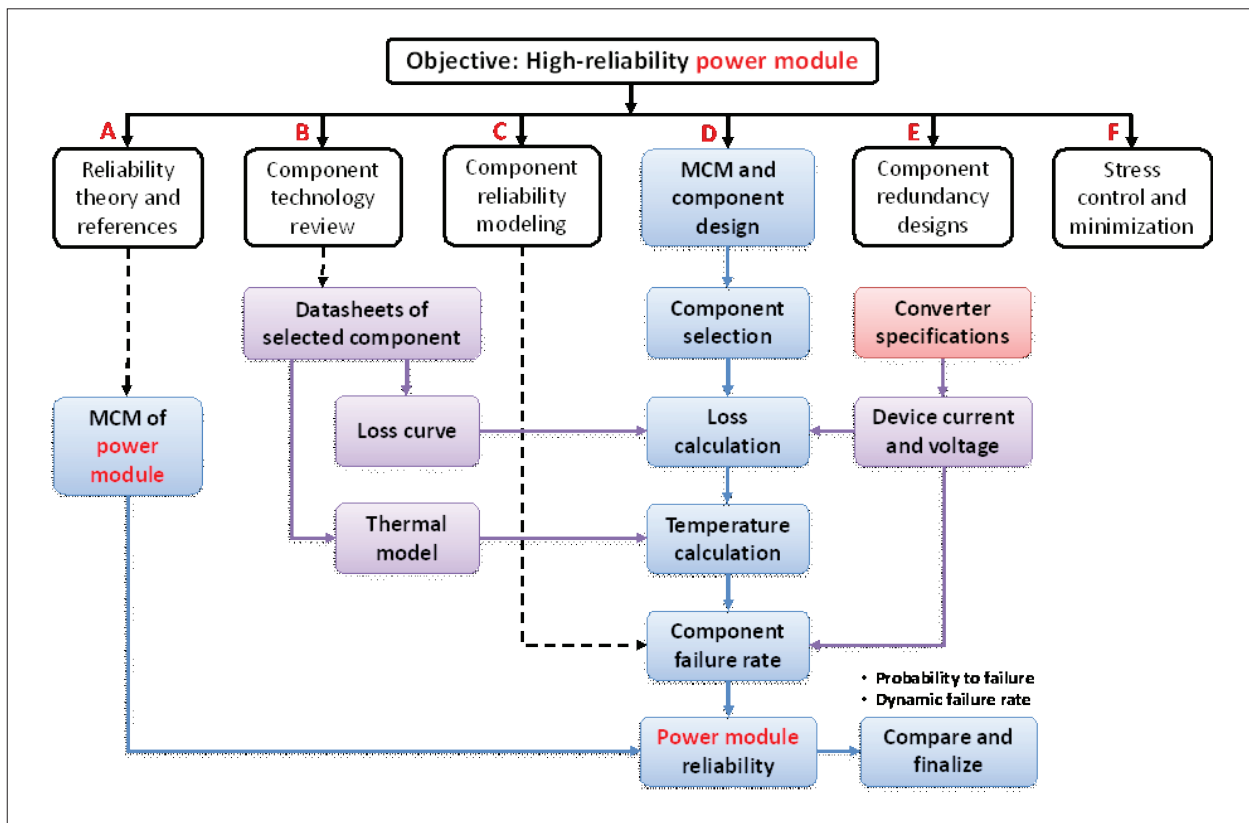 Objective: High-reliability power module
A
B
C
D
E
F
Reliability
theory and
references
Component
technology
review
Component
reliability
modeling
MCM and
component
design
Component
redundancy
designs
Stress
control and
minimization
Datasheets of
selected component
Component
selection
Converter
specifications
MCM of
power
module
Loss curve
Loss
calculation
Device current
and voltage
Thermal
model
Temperature
calculation
Component
failure rate
• Probability to failure
• Dynamic failure rate
Power module
reliability
Compare and
finalize